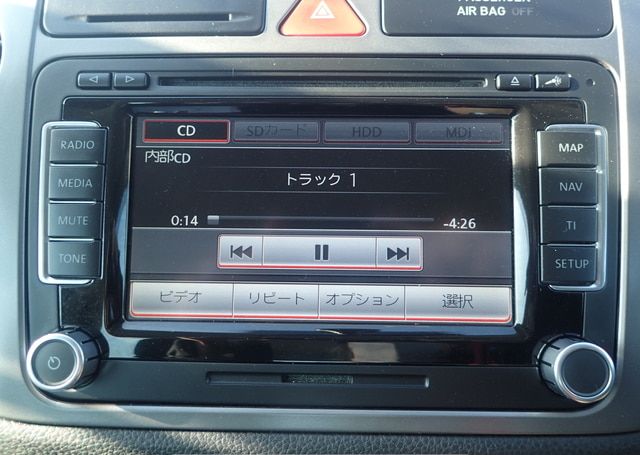 PASSENGER
AIR BAG OFF
CD
SDカード
HDD
MDI
内部CD
トラック 1
0:14
-4:26
ビデオ
リピート
オプション
選択
RADIO
MEDIA
MUTE
TONE
MAP
NAV
TI
SETUP